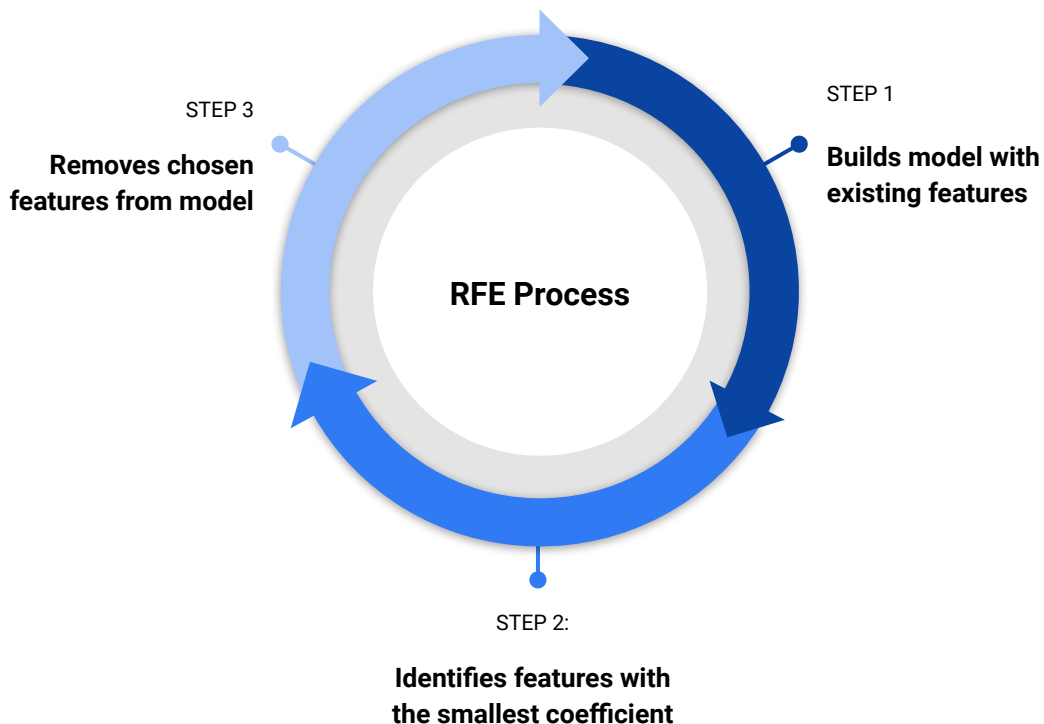 RFE Process
STEP 1
Builds model with
existing features
STEP 2:
Identifies features with
the smallest coefficient
STEP 3
Removes chosen
features from model